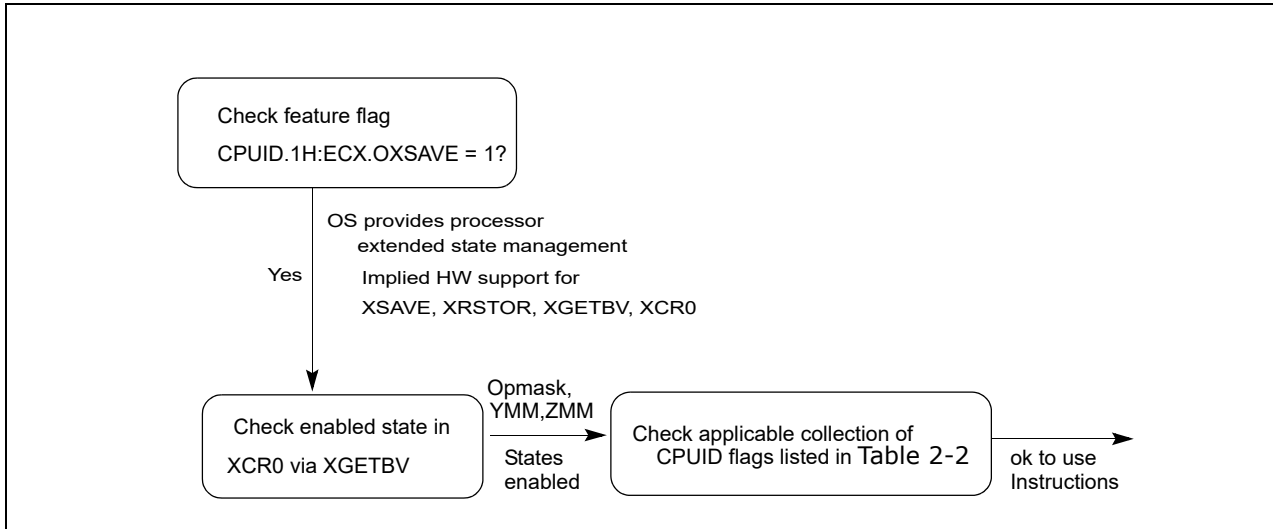 Check feature flag
CPUID.1H:ECX.OXSAVE = 1?
OS provides processor
extended state management
Yes
Implied HW support for
XSAVE, XRSTOR, XGETBV, XCR0
Check enabled state in
XCR0 via XGETBV
Opmask,
YMM,ZMM
States
enabled
Check applicable collection of
CPUID flags listed in Table 2-2
ok to use
Instructions